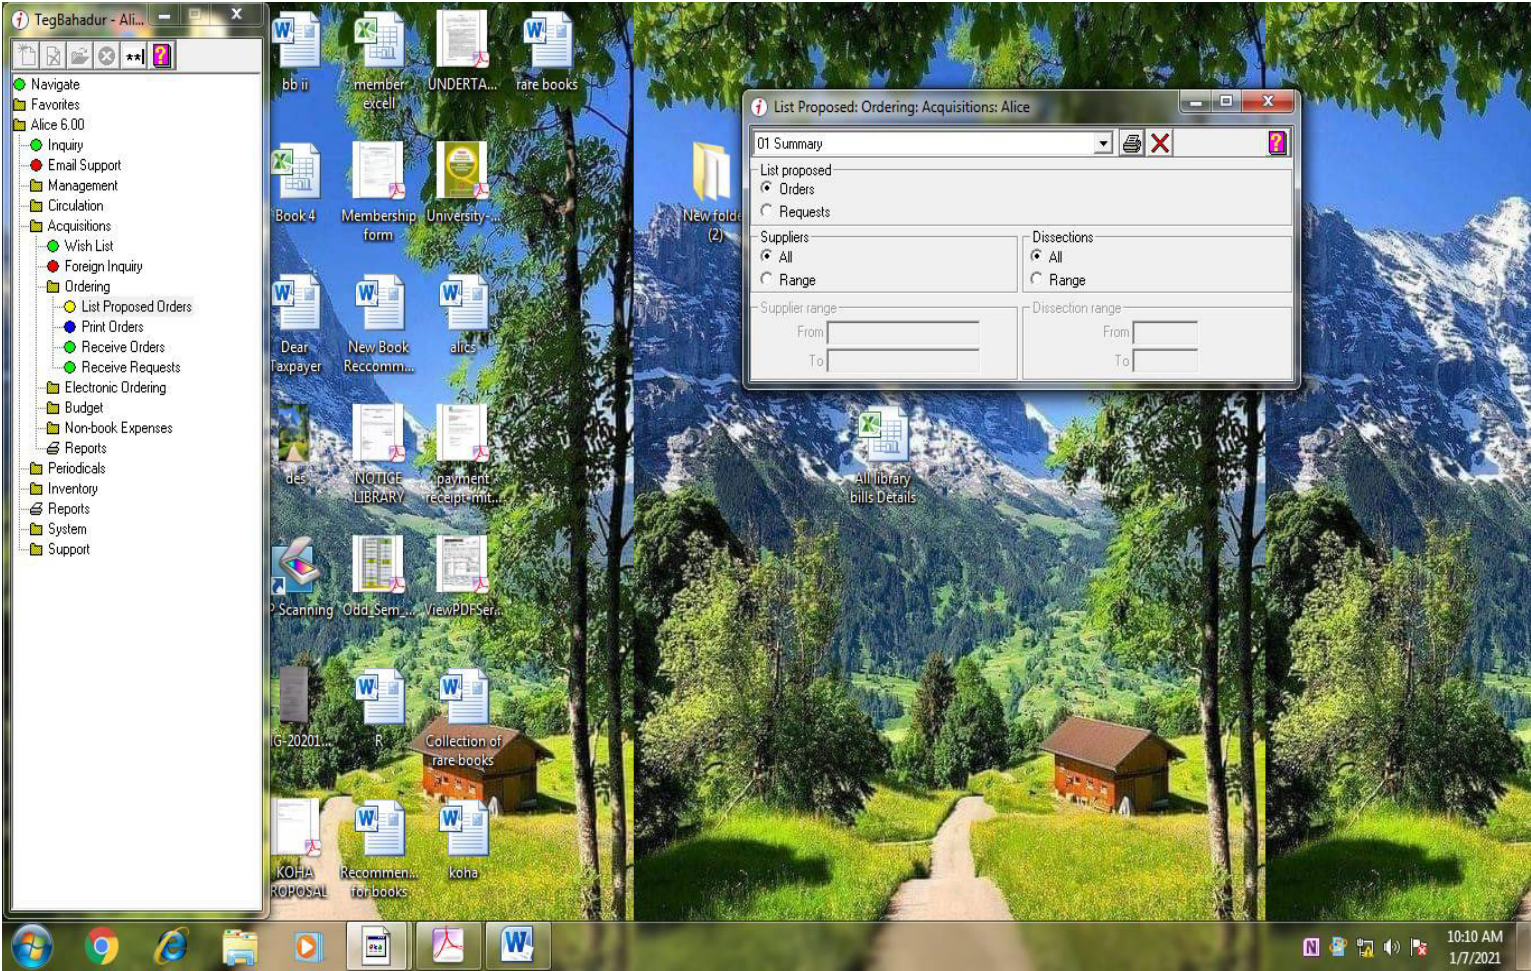 TegBahadur - Ali...
Navigate
Favorites
Alice 6.00
Inquiry
Email Support
Management
Circulation
Acquisitions
Wish List
Foreign Inquiry
Ordering
List Proposed Orders
Print Orders
Receive Orders
Receive Requests
Electronic Ordering
Budget
Non-book Expenses
Reports
Periodicals
Inventory
Reports
System
Support
bb ii
member
excell
UNDERTA...
rare books
Book 4
Membership
form
University-...
Dear
Taxpayer
New Book
Reccomm...
alics
des
NOTICE
LIBRARY
payment
receipt-mit...
P Scanning
Odd_Sem_...
ViewPDFSer...
G-20201...
R
Collection of
rare books
KOHA
ROPOSAL
Recommen...
for books
koha
New folde
(2)
All library
bills Details
List Proposed: Ordering: Acquisitions: Alice
01 Summary
List proposed
Orders
Requests
Suppliers
All
Range
Dissections
All
Range
Supplier range
From
To
Dissection range
From
To
10:10 AM
1/7/2021